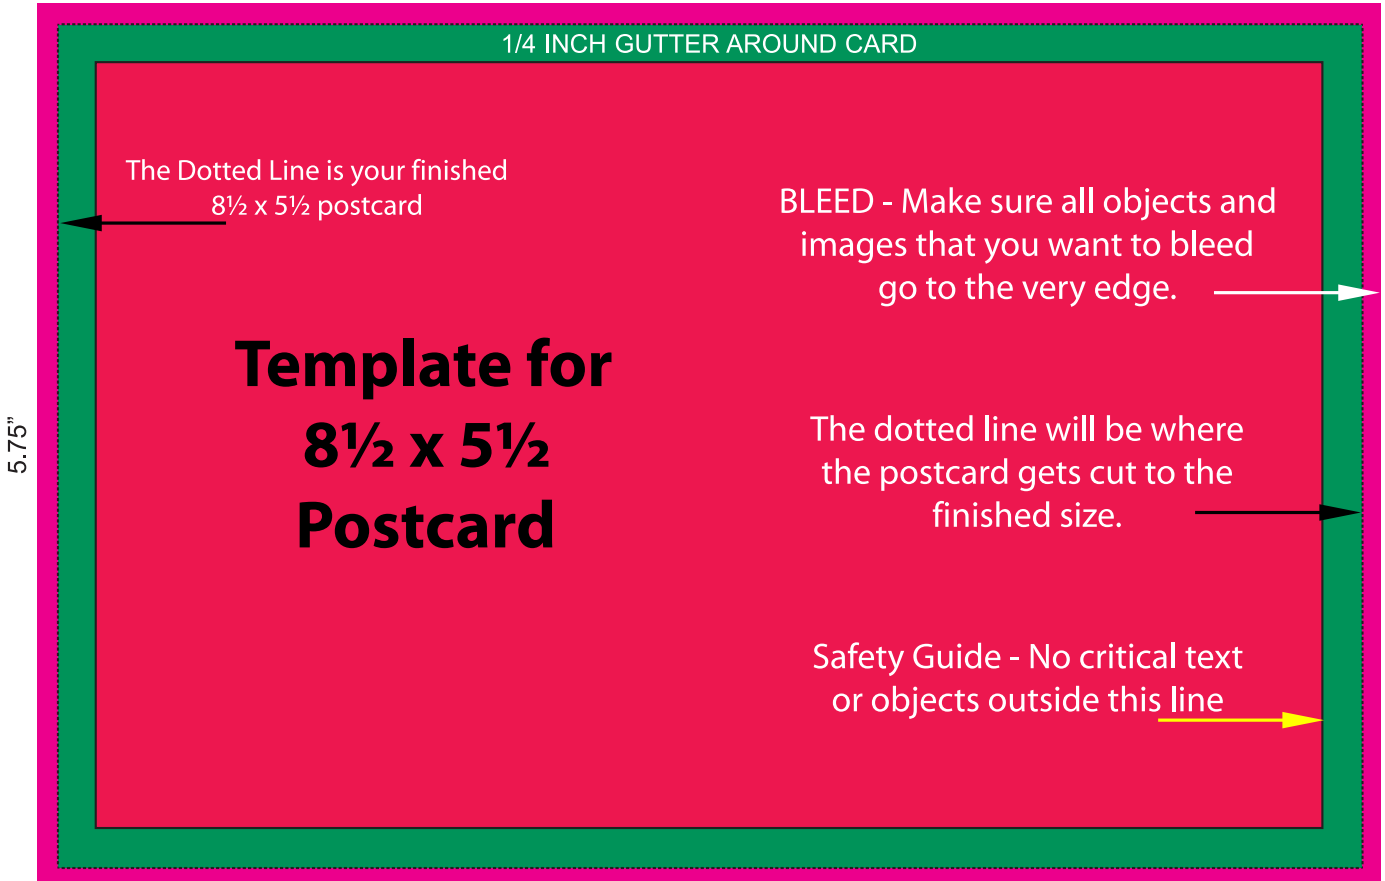 1/4 INCH GUTTER AROUND CARD
The Dotted Line is your finished
8½ x 5½ postcard
BLEED - Make sure all objects and
images that you want to bleed
go to the very edge.
Template for
8½ x 5½
Postcard
5.75”
The dotted line will be where
the postcard gets cut to the
finished size.
Safety Guide - No critical text
or objects outside this line